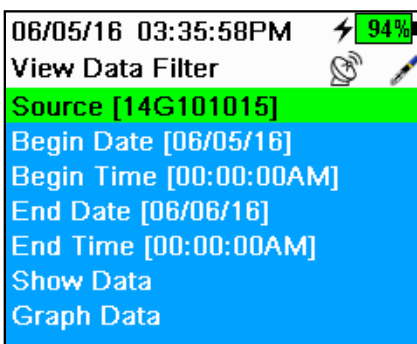 06/05/16 03:35:58PM 94%
View Data Filter
Source [14G101015]
Begin Date [06/05/16]
Begin Time [00:00:00AM]
End Date [06/06/16]
End Time [00:00:00AM]
Show Data
Graph Data